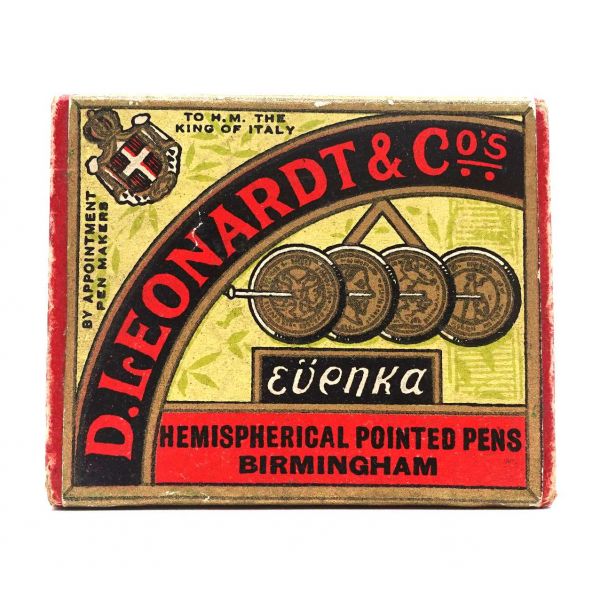 TO H.M. THE
KING OF ITALY
BY APPOINTMENT
PEN MAKERS
D. LEONARDT & Co's
εὕρηκα
HEMISPHERICAL POINTED PENS
BIRMINGHAM